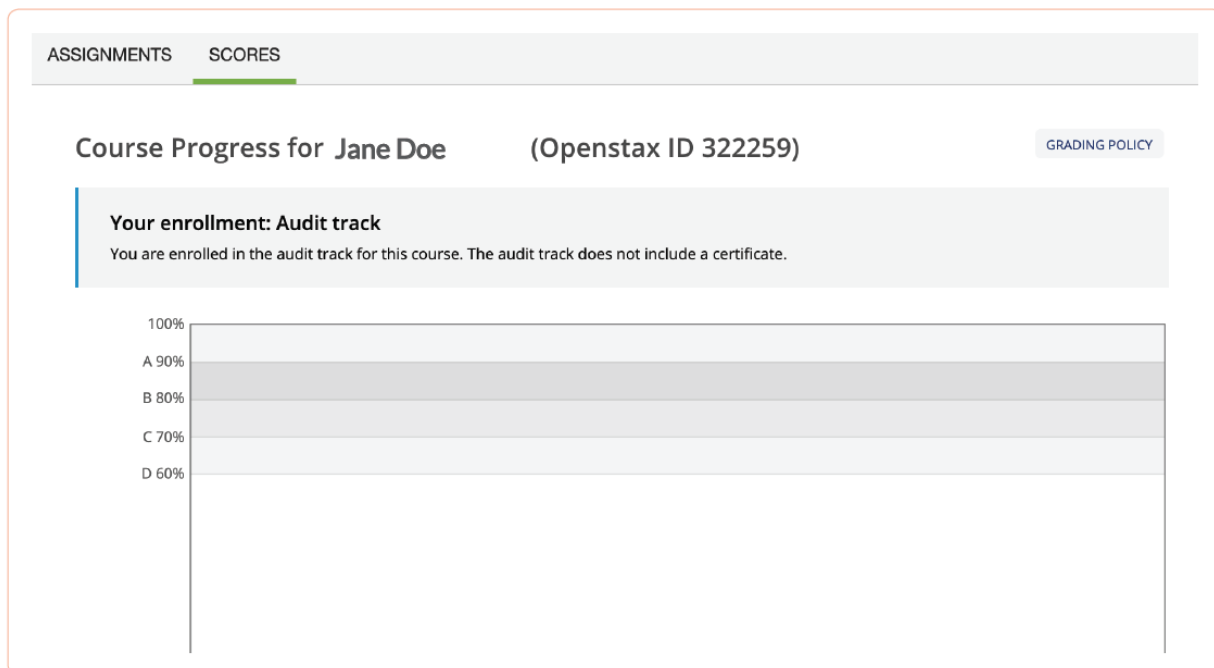 ASSIGNMENTS SCORES
Course Progress for Jane Doe (Openstax ID 322259)
GRADING POLICY
Your enrollment: Audit track
You are enrolled in the audit track for this course. The audit track does not include a certificate.
100%
A 90%
B 80%
C 70%
D 60%